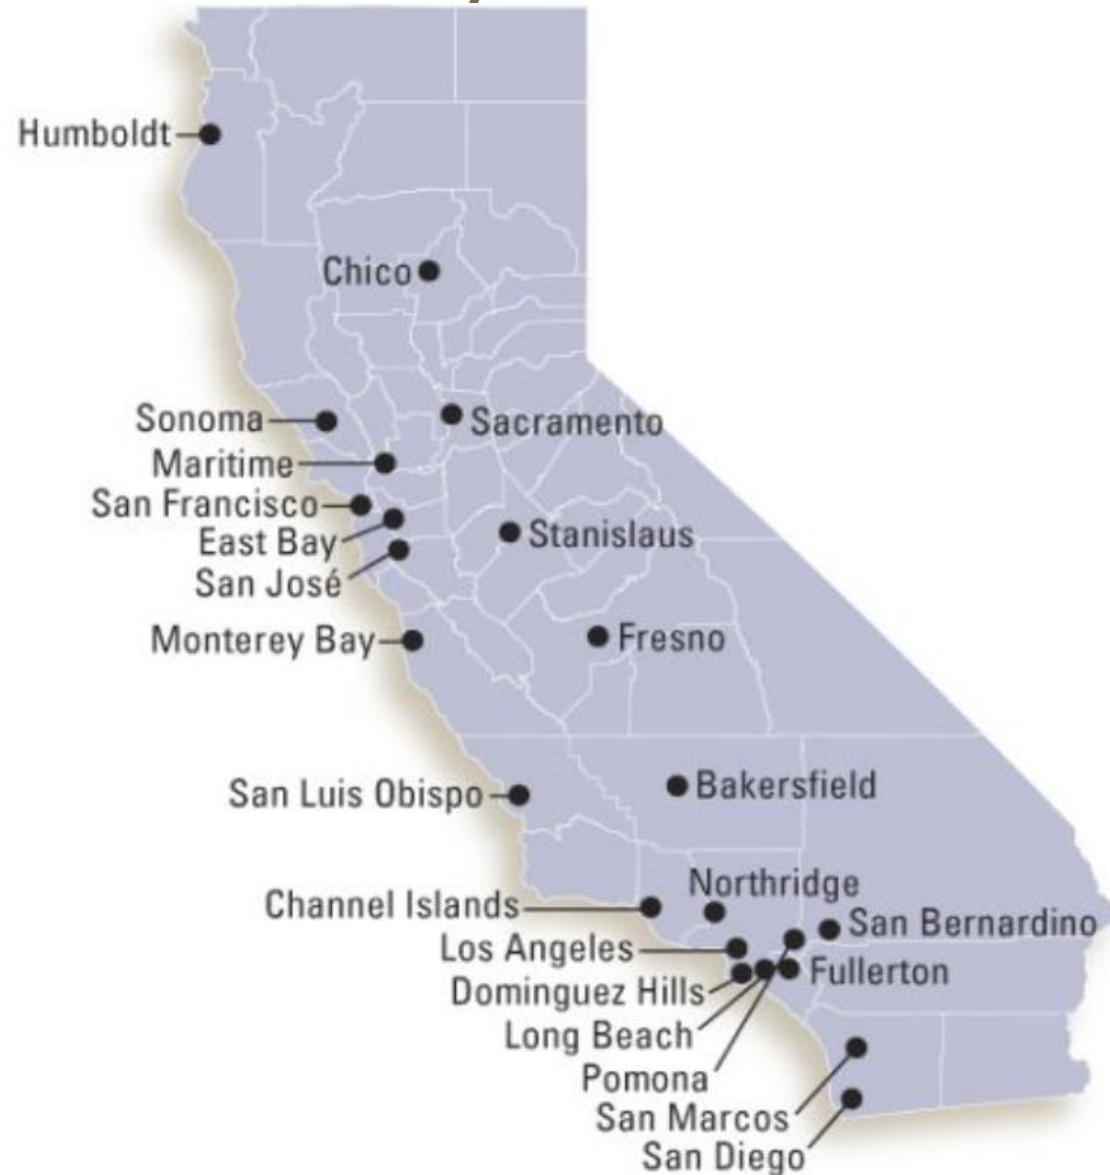 Humboldt
Chico
Sonoma
Sacramento
Maritime
San Francisco
East Bay
Stanislaus
San José
Monterey Bay
Fresno
San Luis Obispo
Bakersfield
Northridge
Channel Islands
San Bernardino
Los Angeles
Fullerton
Dominguez Hills
Long Beach
Pomona
San Marcos
San Diego